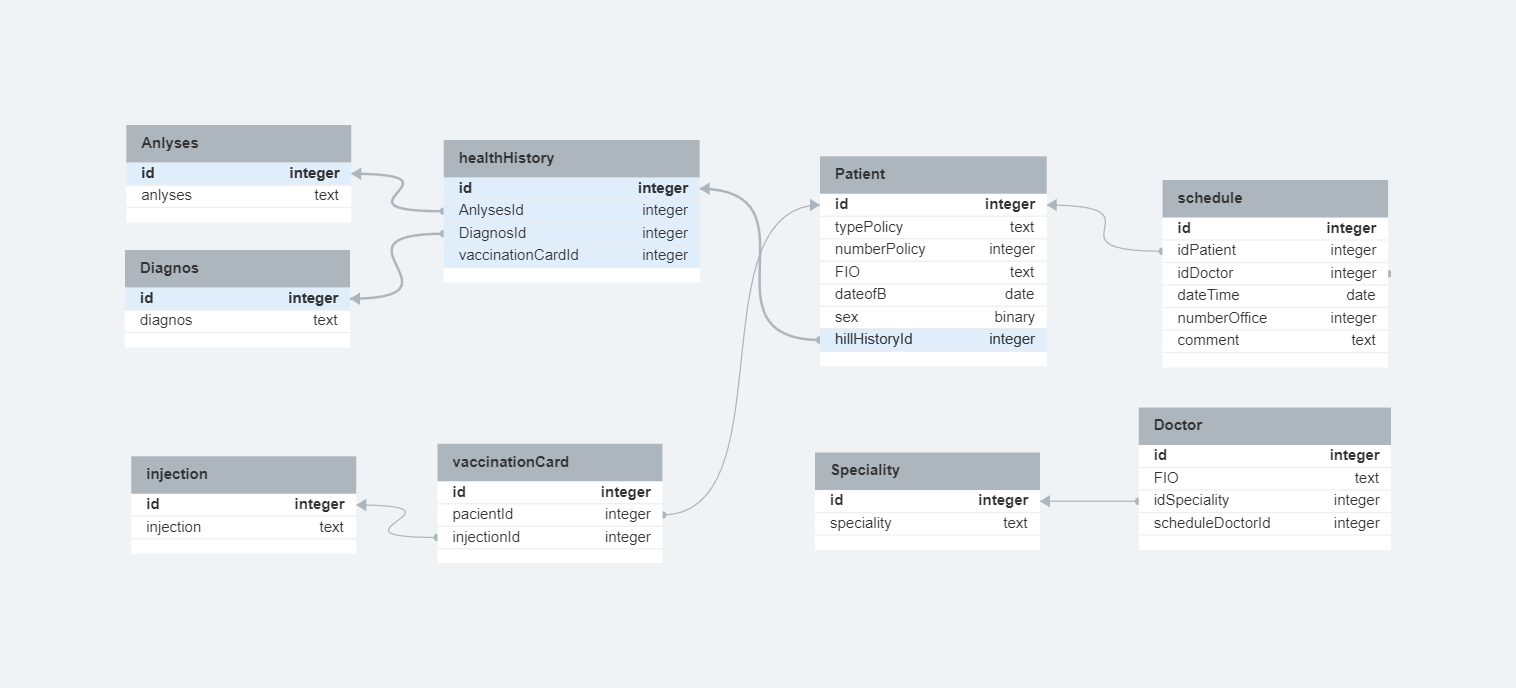 Anlyses
id integer
anlyses text
Diagnos
id integer
diagnos text
healthHistory
id integer
AnlysesId integer
DiagnosId integer
vaccinationCardId integer
Patient
id integer
typePolicy text
numberPolicy integer
FIO text
dateofB date
sex binary
hillHistoryId integer
schedule
id integer
idPatient integer
idDoctor integer
dateTime date
numberOffice integer
comment text
injection
id integer
injection text
vaccinationCard
id integer
pacientId integer
injectionId integer
Speciality
id integer
speciality text
Doctor
id integer
FIO text
idSpeciality integer
scheduleDoctorId integer